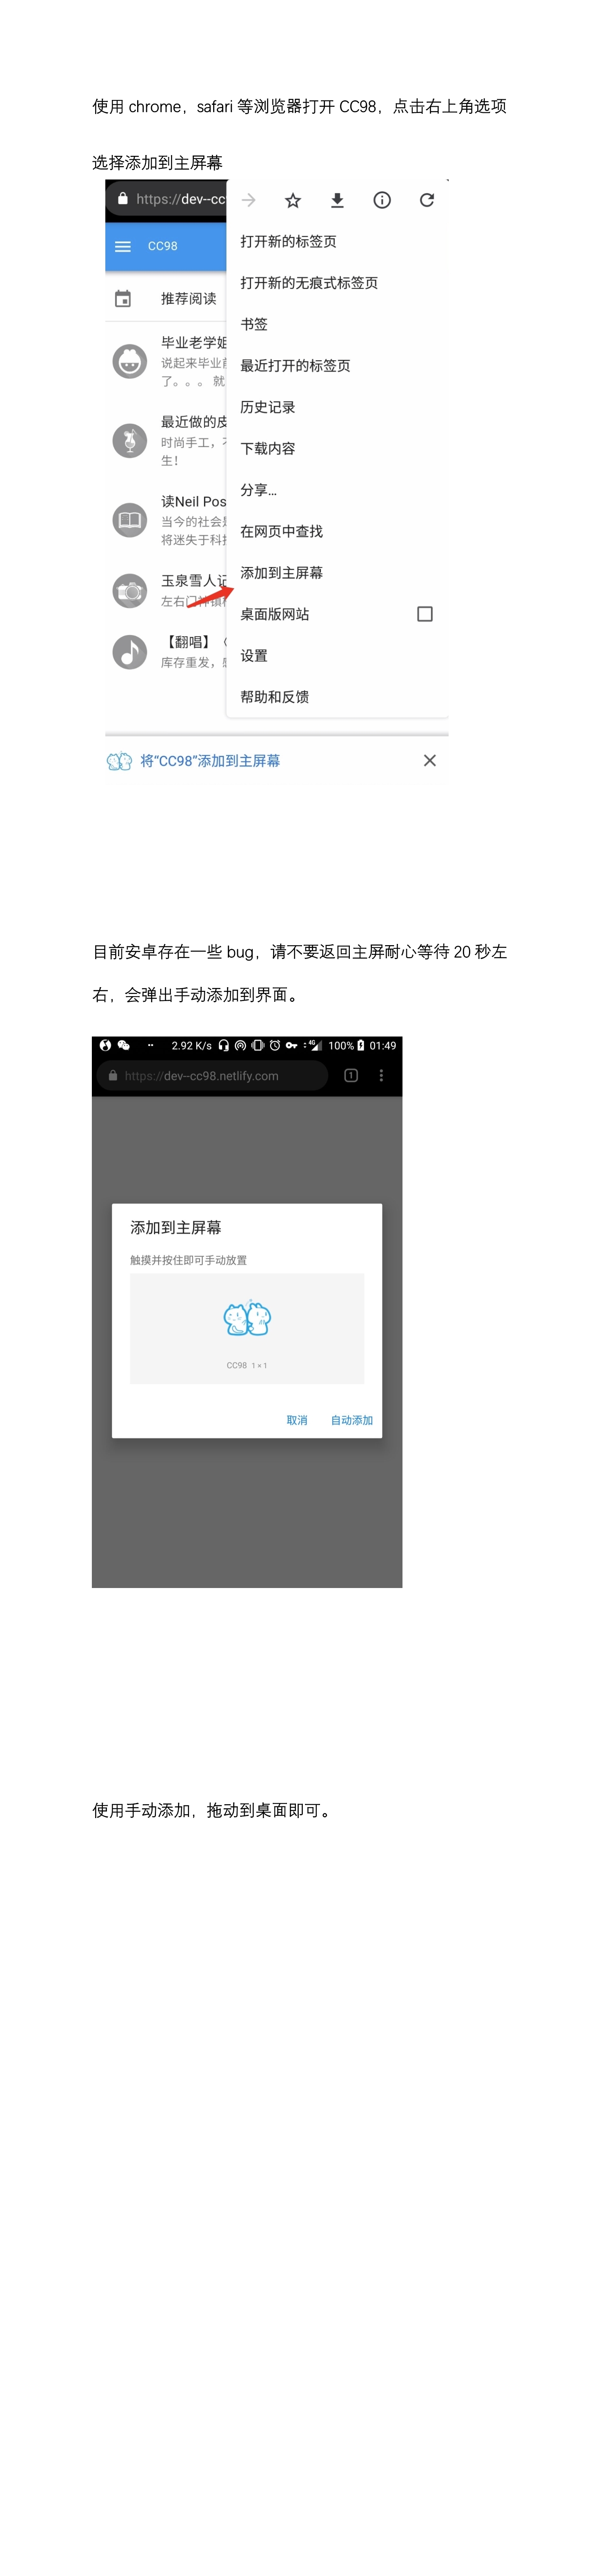 使用 chrome，safari 等浏览器打开 CC98，点击右上角选项
选择添加到主屏幕
https://dev--cc
CC98
推荐阅读
毕业老学姐
说起来毕业前
了。。。 就
最近做的皮
时尚手工，不
生！
读Neil Pos
当今的社会是
将迷失于科技
玉泉雪人记
左右门神镇
【翻唱】（
库存重发，
打开新的标签页
打开新的无痕式标签页
书签
最近打开的标签页
历史记录
下载内容
分享...
在网页中查找
添加到主屏幕
桌面版网站
设置
帮助和反馈
将“CC98”添加到主屏幕
目前安卓存在一些 bug，请不要返回主屏耐心等待 20 秒左
右，会弹出手动添加到界面。
2.92 K/s 4G 100% 01:49
https://dev--cc98.netlify.com 1
添加到主屏幕
触摸并按住即可手动放置
CC98 1 × 1
取消 自动添加
使用手动添加，拖动到桌面即可。